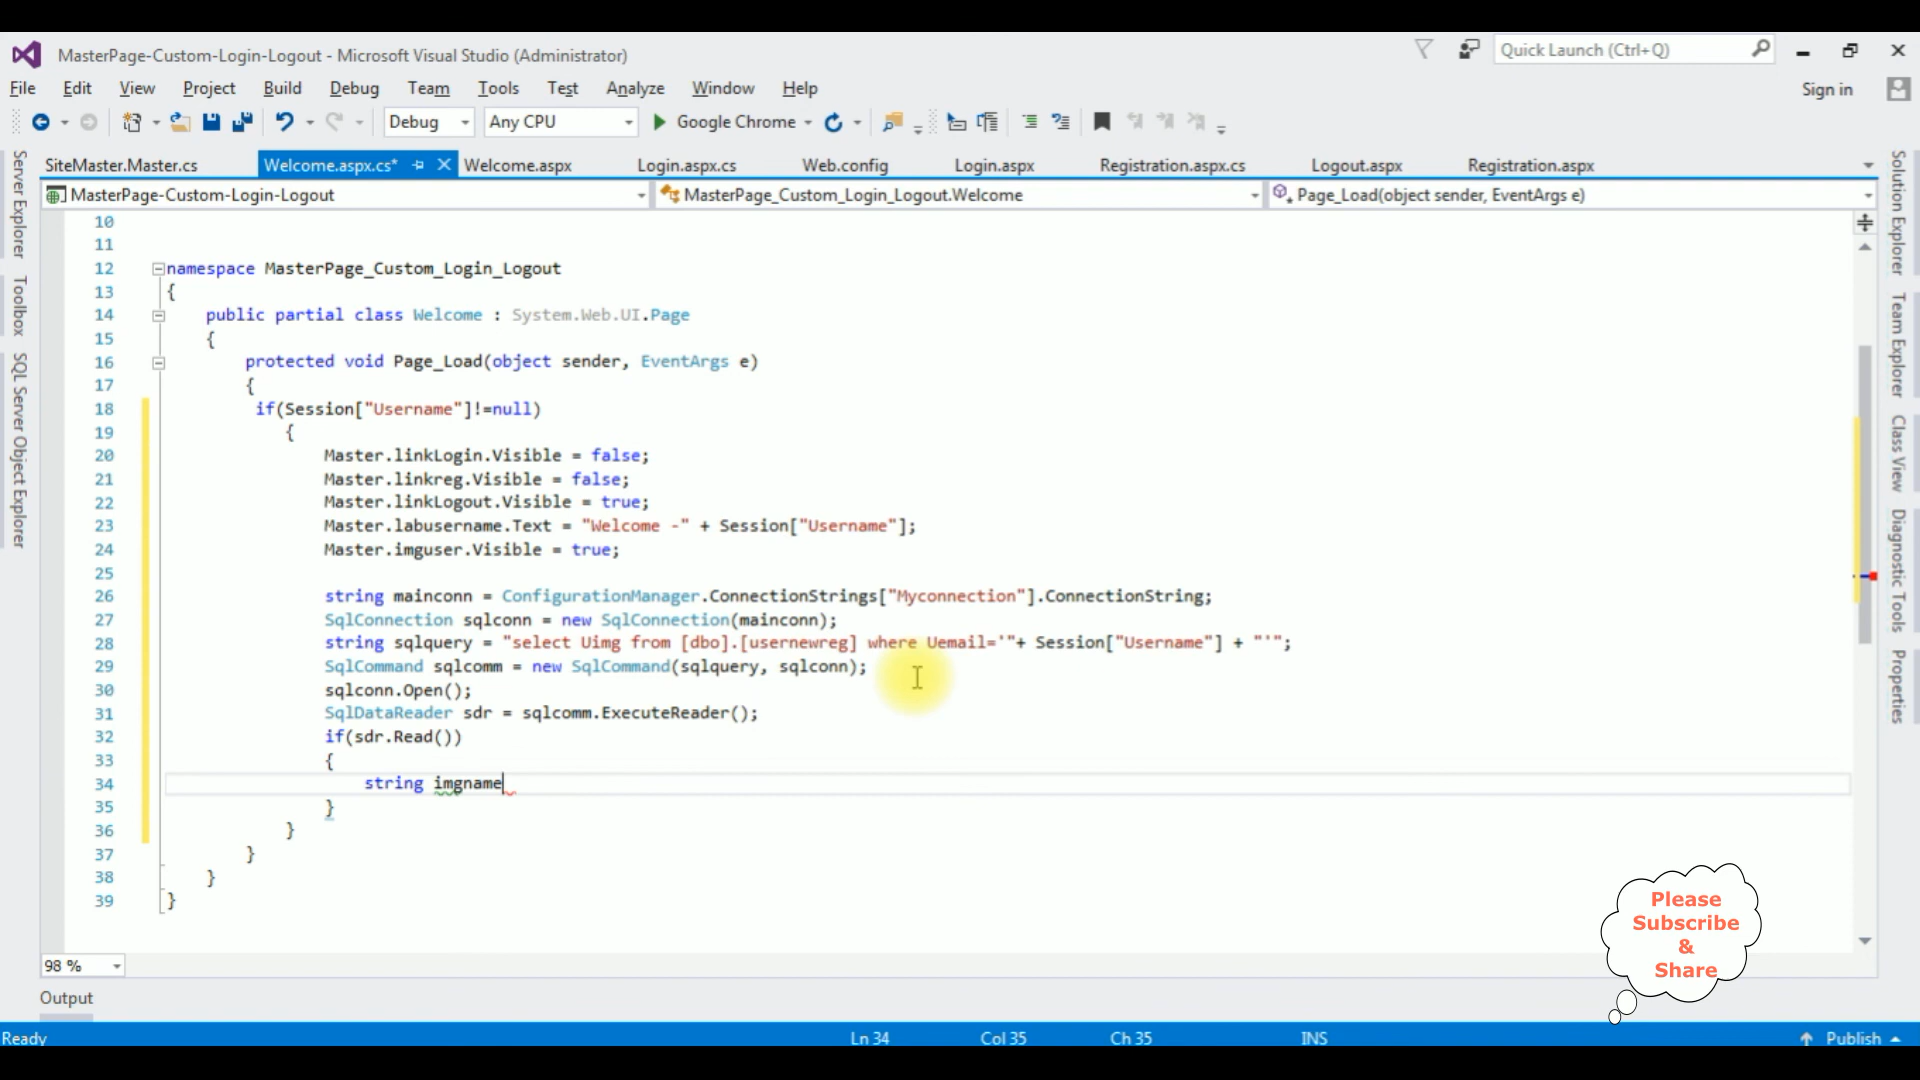 MasterPage-Custom-Login-Logout - Microsoft Visual Studio (Administrator)
Quick Launch (Ctrl+Q)
File Edit View Project Build Debug Team Tools Test Analyze Window Help
Sign in
Debug Any CPU Google Chrome
SiteMaster.Master.cs Welcome.aspx.cs* Welcome.aspx Login.aspx.cs Web.config Login.aspx Registration.aspx.cs Logout.aspx Registration.aspx
MasterPage-Custom-Login-Logout MasterPage_Custom_Login_Logout.Welcome Page_Load(object sender, EventArgs e)
Server Explorer
Toolbox
SQL Server Object Explorer
10
11
12 namespace MasterPage_Custom_Login_Logout
13 {
14 public partial class Welcome : System.Web.UI.Page
15 {
16 protected void Page_Load(object sender, EventArgs e)
17 {
18 if(Session["Username"]!=null)
19 {
20 Master.linkLogin.Visible = false;
21 Master.linkreg.Visible = false;
22 Master.linkLogout.Visible = true;
23 Master.labusername.Text = "Welcome -" + Session["Username"];
24 Master.imguser.Visible = true;
25
26 string mainconn = ConfigurationManager.ConnectionStrings["Myconnection"].ConnectionString;
27 SqlConnection sqlconn = new SqlConnection(mainconn);
28 string sqlquery = "select Uimg from [dbo].[usernewreg] where Uemail='"+ Session["Username"] + "'";
29 SqlCommand sqlcomm = new SqlCommand(sqlquery, sqlconn);
30 sqlconn.Open();
31 SqlDataReader sdr = sqlcomm.ExecuteReader();
32 if(sdr.Read())
33 {
34 string imgname
35 }
36 }
37 }
38 }
39 }
Solution Explorer
Team Explorer
Class View
Diagnostic Tools
Properties
Please
Subscribe
&
Share
98 %
Output
Ready Ln 34 Col 35 Ch 35 INS Publish